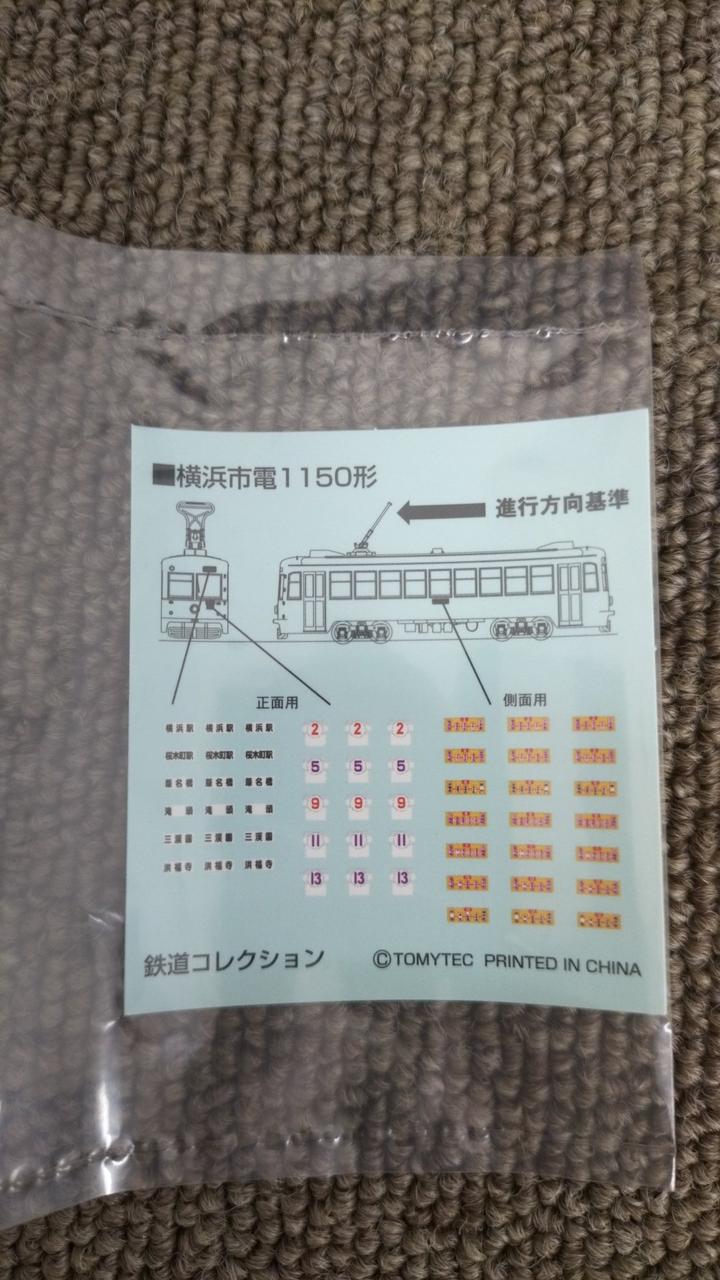 ■横浜市電1150形
進行方向基準
正面用
側面用
横浜駅 横浜駅 横浜駅
桜木町駅 桜木町駅 桜木町駅
葦名橋 葦名橋 葦名橋
滝頭 滝頭 滝頭
三溪園 三溪園 三溪園
洪福寺 洪福寺 洪福寺
2 2 2
5 5 5
9 9 9
11 11 11
13 13 13
鉄道コレクション
©TOMYTEC PRINTED IN CHINA